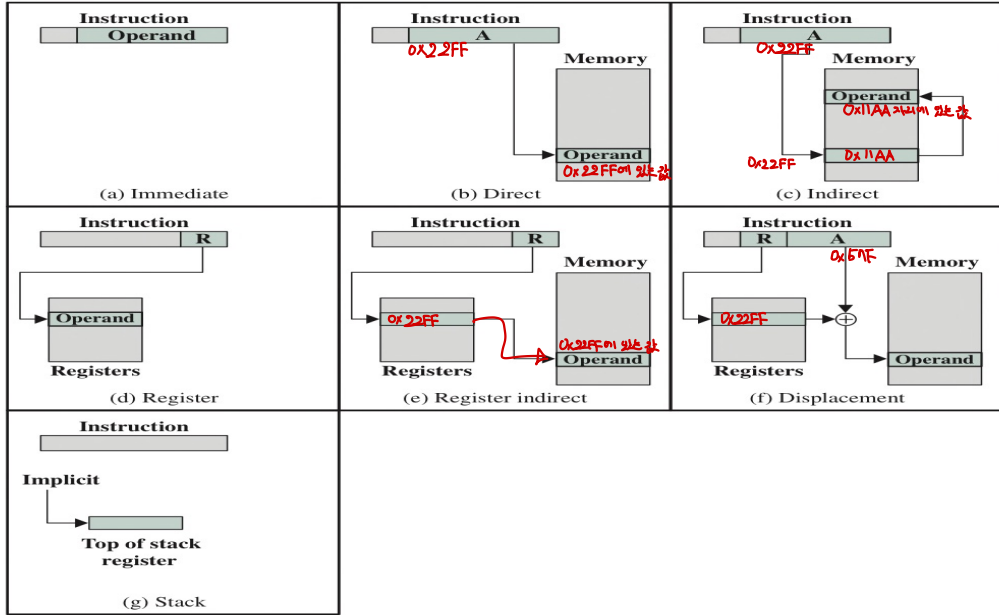 Instruction
Operand
(a) Immediate
Instruction
A
0x22FF
Memory
Operand
0x22FF에 있는 값
(b) Direct
Instruction
A
0x22FF
Memory
Operand
0x11AA 자리에 있는 값
0x22FF
0x11AA
(c) Indirect
Instruction
R
Operand
Registers
(d) Register
Instruction
R
Memory
0x22FF
0x22FF에 있는 값
Operand
Registers
(e) Register indirect
Instruction
R
A
Memory
0x22FF
Operand
Registers
(f) Displacement
Instruction
Implicit
Top of stack
register
(g) Stack